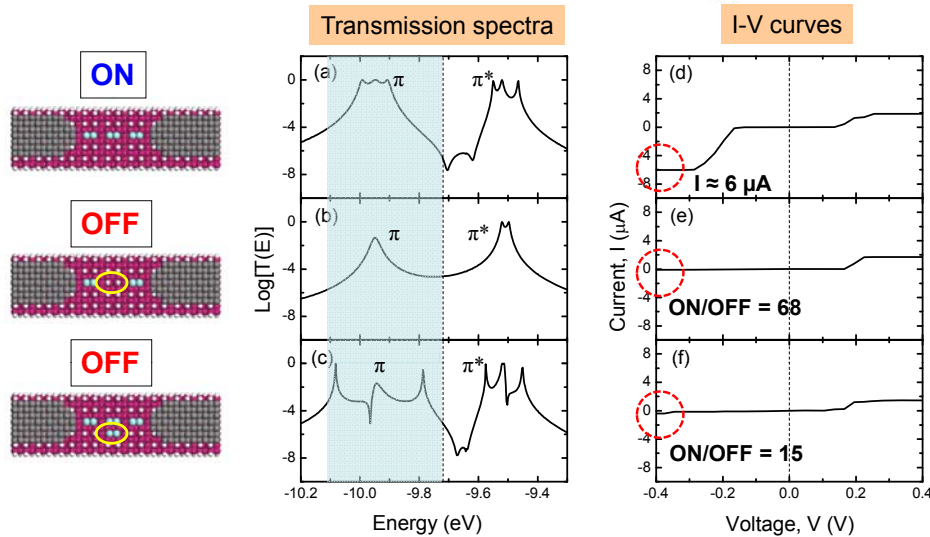 Transmission spectra
I-V curves
ON
OFF
OFF
(a)
π
π*
0
-4
-8
(b)
π
π*
0
-4
-8
(c)
π
π*
0
-4
-8
Log[T(E)]
-10.2 -10.0 -9.8 -9.6 -9.4
Energy (eV)
(d)
8
4
0
-4
-8
I ≈ 6 µA
(e)
8
4
0
-4
-8
ON/OFF = 68
(f)
8
4
0
-4
-8
ON/OFF = 15
Current, I (µA)
-0.4 -0.2 0.0 0.2 0.4
Voltage, V (V)